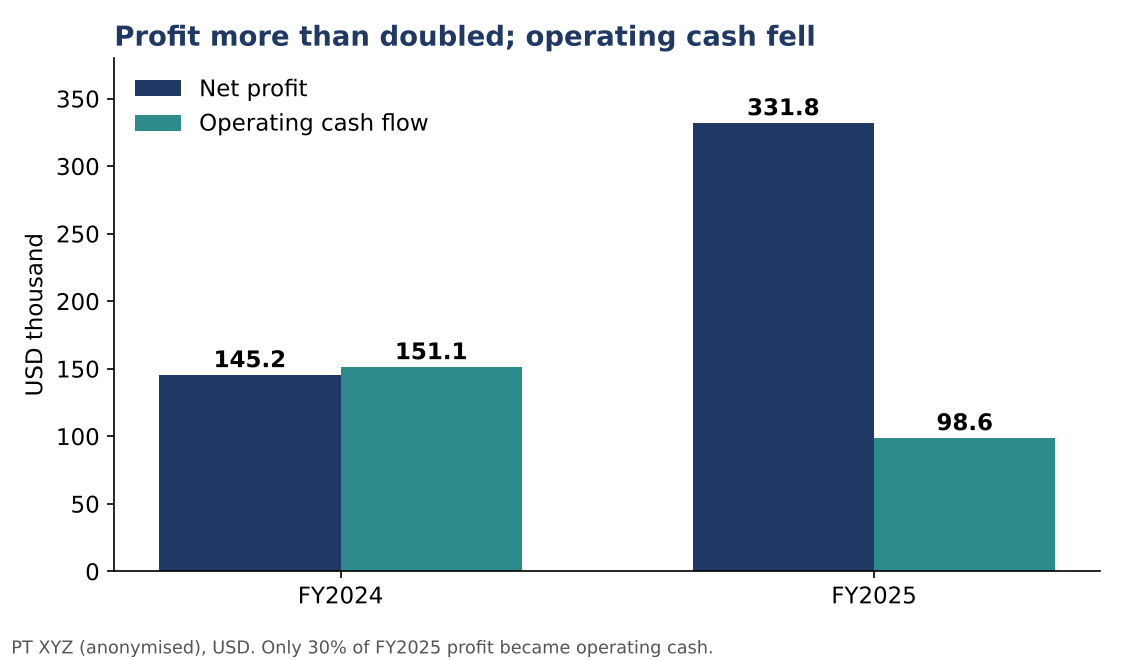 Profit more than doubled; operating cash fell
Net profit
Operating cash flow
USD thousand
350
300
250
200
150
100
50
0
145.2
151.1
331.8
98.6
FY2024
FY2025
PT XYZ (anonymised), USD. Only 30% of FY2025 profit became operating cash.